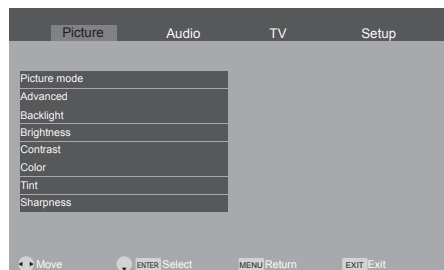 Picture Audio TV Setup
Picture mode
Advanced
Backlight
Brightness
Contrast
Color
Tint
Sharpness
Move ENTER Select MENU Return EXIT Exit